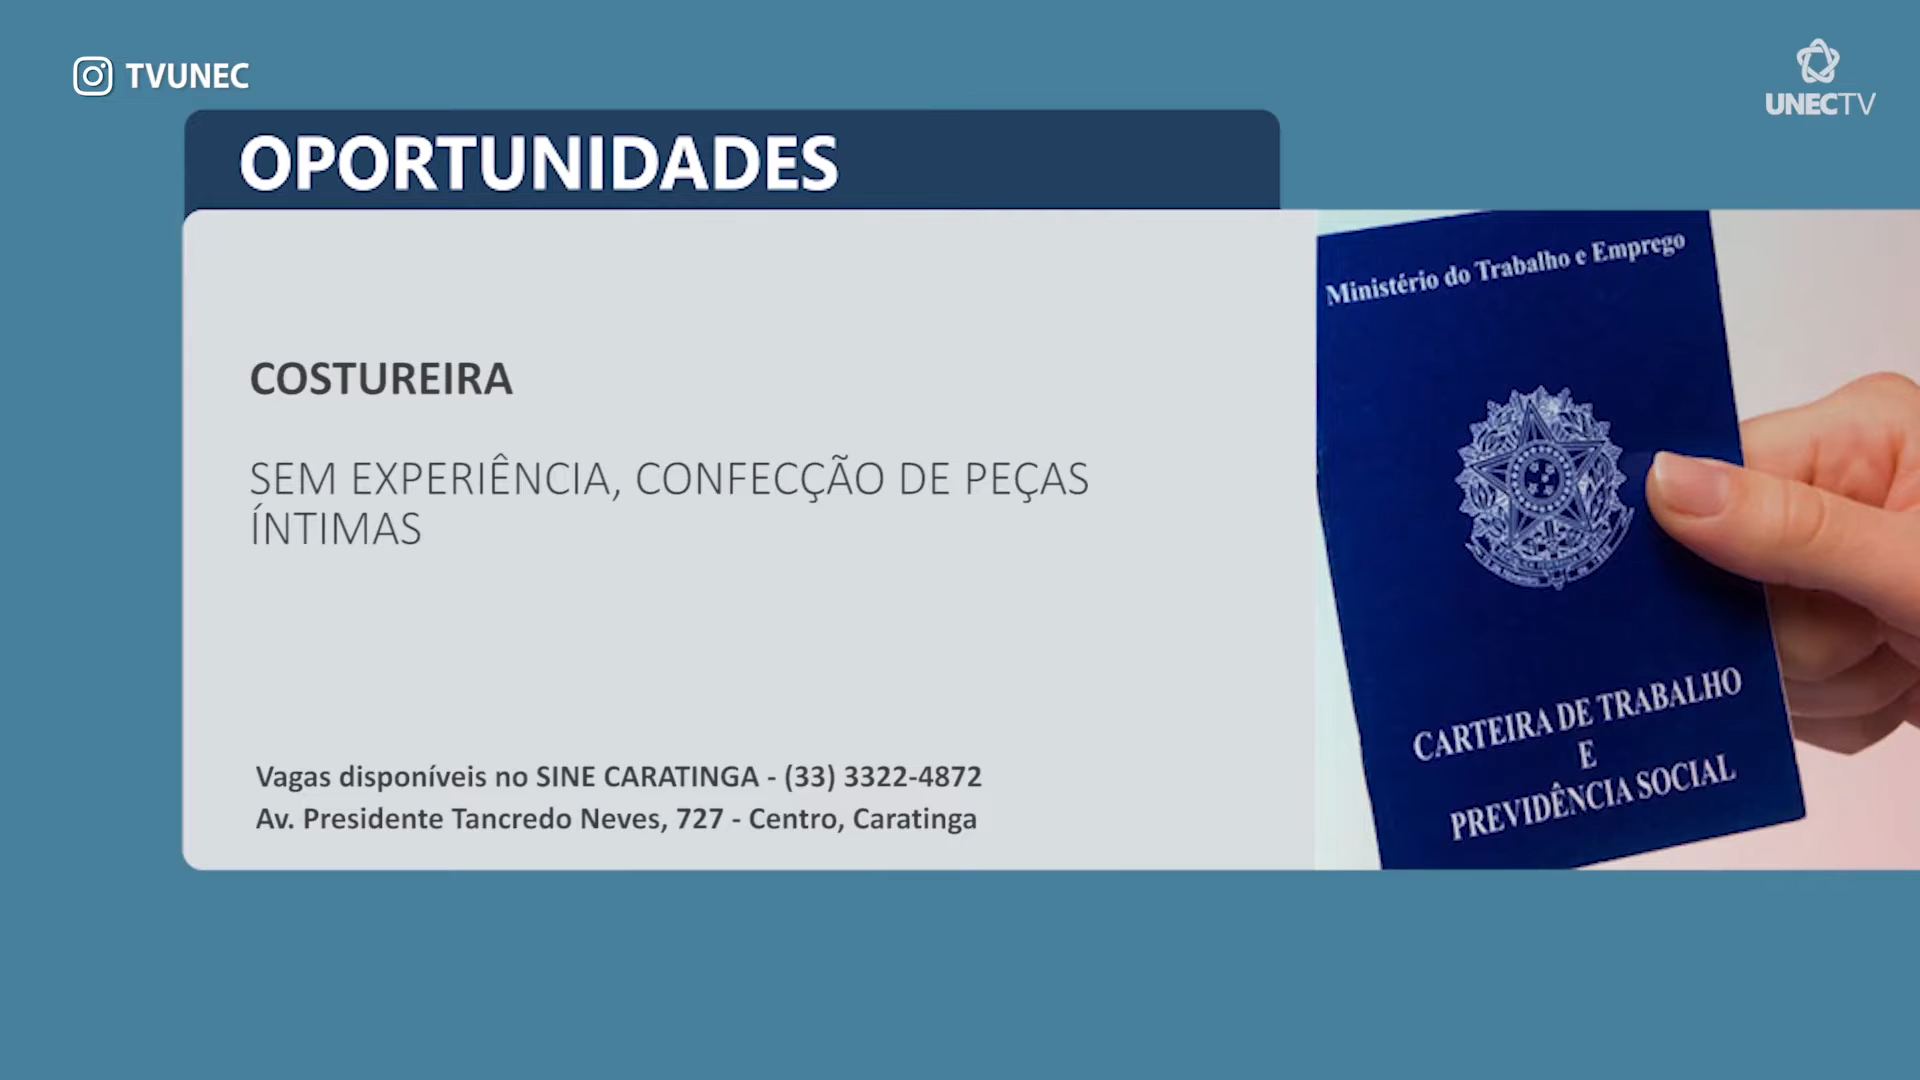 TVUNEC
UNECTV
OPORTUNIDADES
COSTUREIRA
SEM EXPERIÊNCIA, CONFECÇÃO DE PEÇAS
ÍNTIMAS
Vagas disponíveis no SINE CARATINGA - (33) 3322-4872
Av. Presidente Tancredo Neves, 727 - Centro, Caratinga
Ministério do Trabalho e Emprego
CARTEIRA DE TRABALHO
E
PREVIDÊNCIA SOCIAL